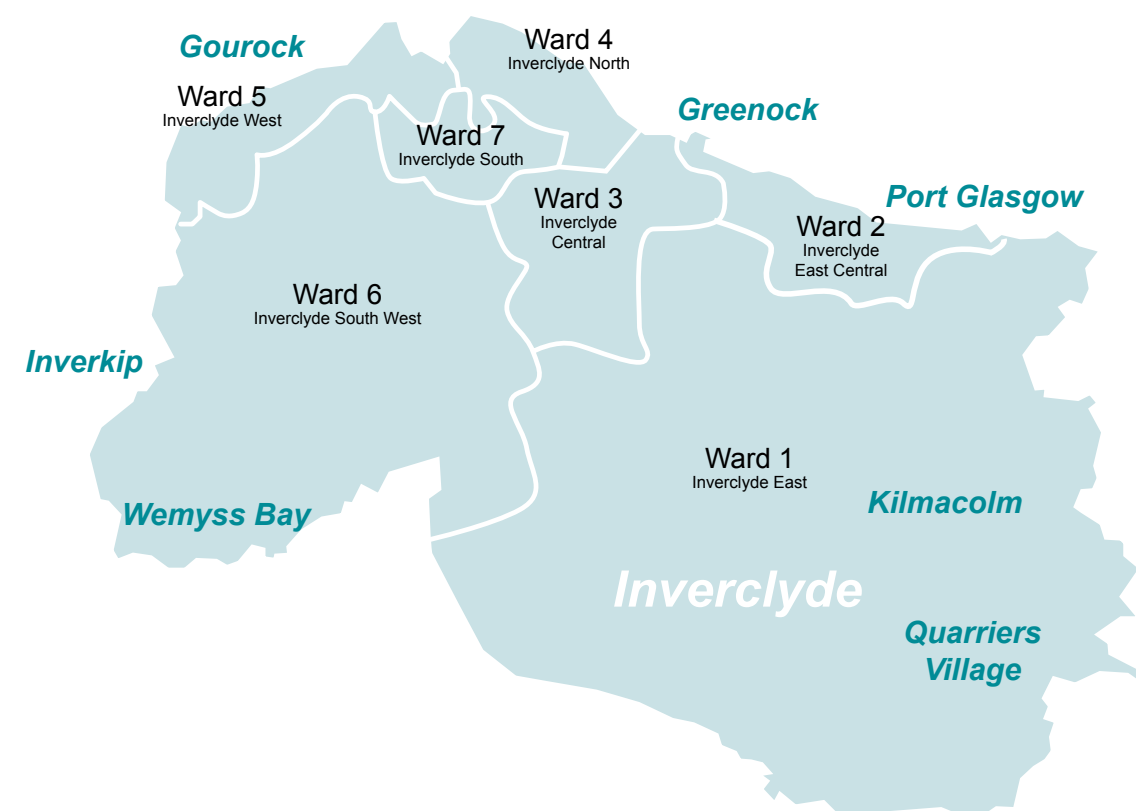 Ward 4
Gourock
Inverclyde North
Ward 5
Greenock
Inverclyde West
Ward 7
Inverclyde South
Port Glasgow
Ward 3
Inverclyde
Central
Ward 2
Inverclyde
East Central
Ward 6
Inverclyde South West
Inverkip
Ward 1
Inverclyde East
Kilmacolm
Wemyss Bay
Inverclyde
Quarriers
Village